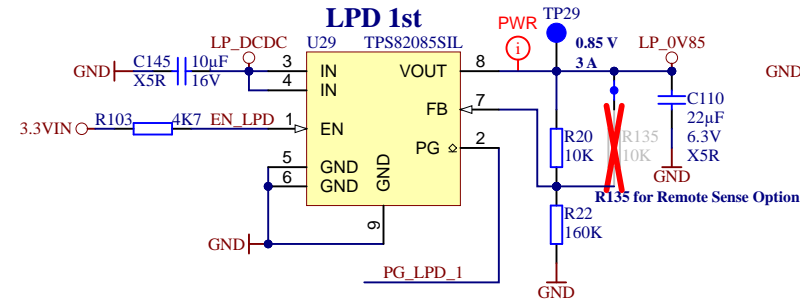 LPD 1st
PWR
TP29
LP_DCDC
U29 TPS82085SIL
0.85 V
3 A
LP_0V85
C145 10µF
GND
X5R 16V
3 IN
4 IN
VOUT 8
GND
FB 7
C110
22µF
6.3V
X5R
GND
3.3VIN R103 4K7 EN_LPD 1 EN
PG 2
R20
10K
R135
10K
5 GND
6 GND
GND
9
R135 for Remote Sense Option
R22
160K
GND
PG_LPD_1
GND